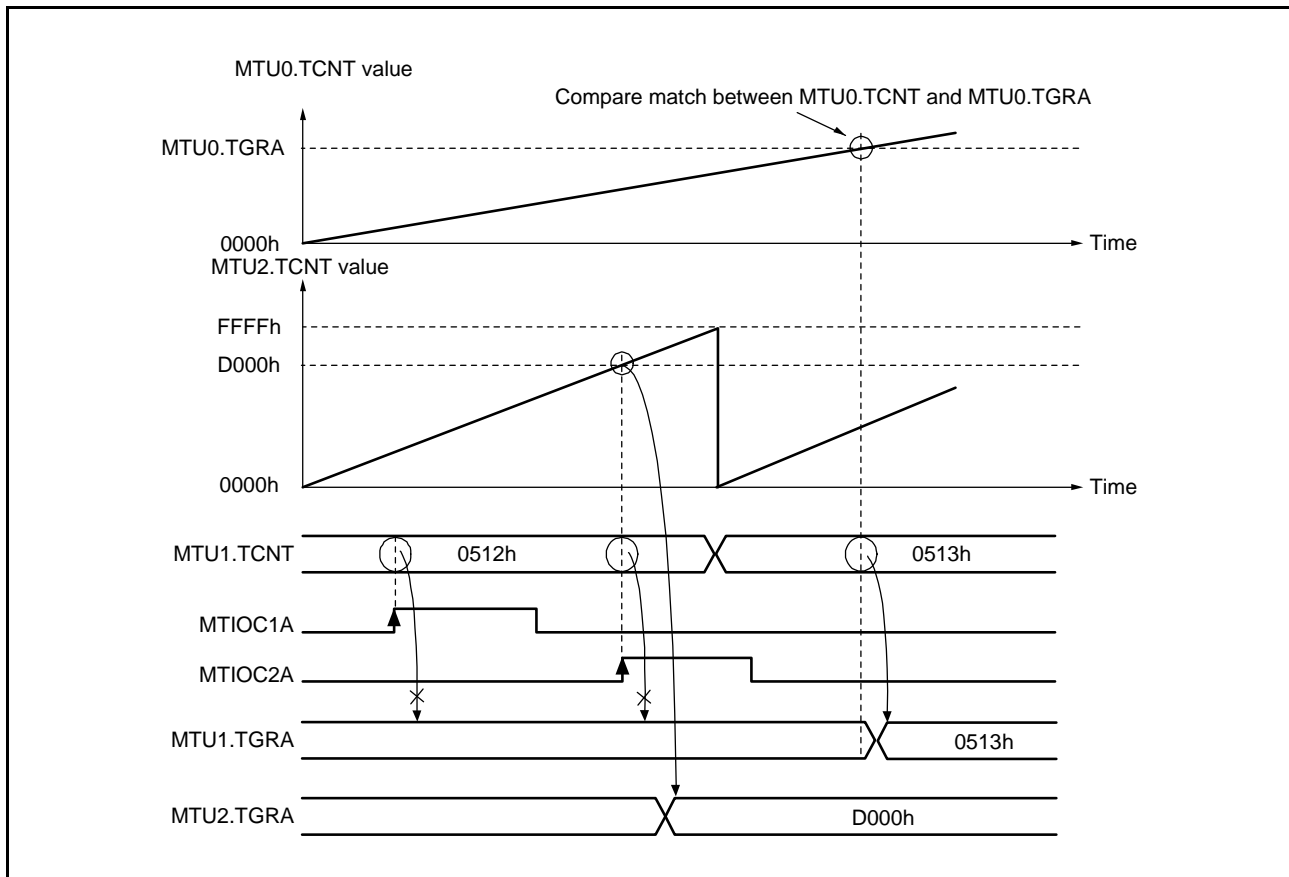 MTU0.TCNT value
Compare match between MTU0.TCNT and MTU0.TGRA
MTU0.TGRA
0000h
Time
MTU2.TCNT value
FFFFh
D000h
0000h
Time
MTU1.TCNT
0512h
0513h
MTIOC1A
MTIOC2A
MTU1.TGRA
0513h
MTU2.TGRA
D000h